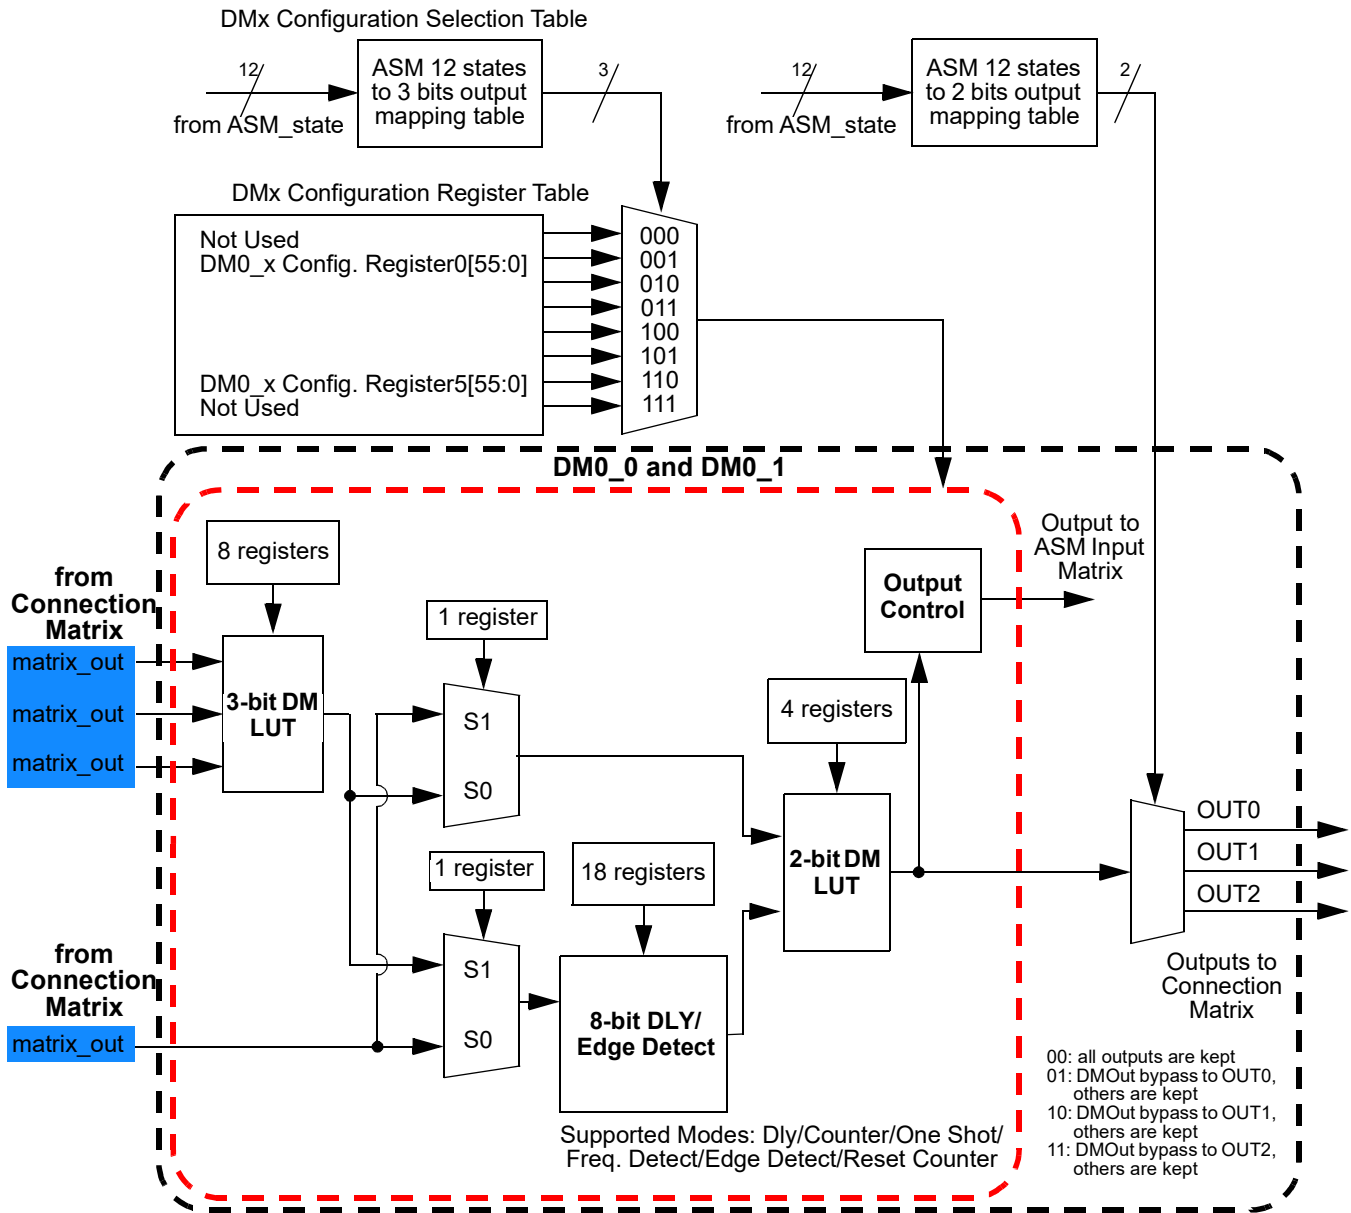 DMx Configuration Selection Table
12
ASM 12 states
to 3 bits output
mapping table
3
from ASM_state
12
ASM 12 states
to 2 bits output
mapping table
2
from ASM_state
DMx Configuration Register Table
Not Used
DM0_x Config. Register0[55:0]
DM0_x Config. Register5[55:0]
Not Used
000
001
010
011
100
101
110
111
DM0_0 and DM0_1
8 registers
from
Connection
Matrix
matrix_out
matrix_out
matrix_out
3-bit DM
LUT
1 register
S1
S0
Output
Control
Output to
ASM Input
Matrix
4 registers
2-bit DM
LUT
OUT0
OUT1
OUT2
1 register
18 registers
S1
S0
8-bit DLY/
Edge Detect
from
Connection
Matrix
matrix_out
Outputs to
Connection
Matrix
00: all outputs are kept
01: DMOut bypass to OUT0,
others are kept
10: DMOut bypass to OUT1,
others are kept
11: DMOut bypass to OUT2,
others are kept
Supported Modes: Dly/Counter/One Shot/
Freq. Detect/Edge Detect/Reset Counter